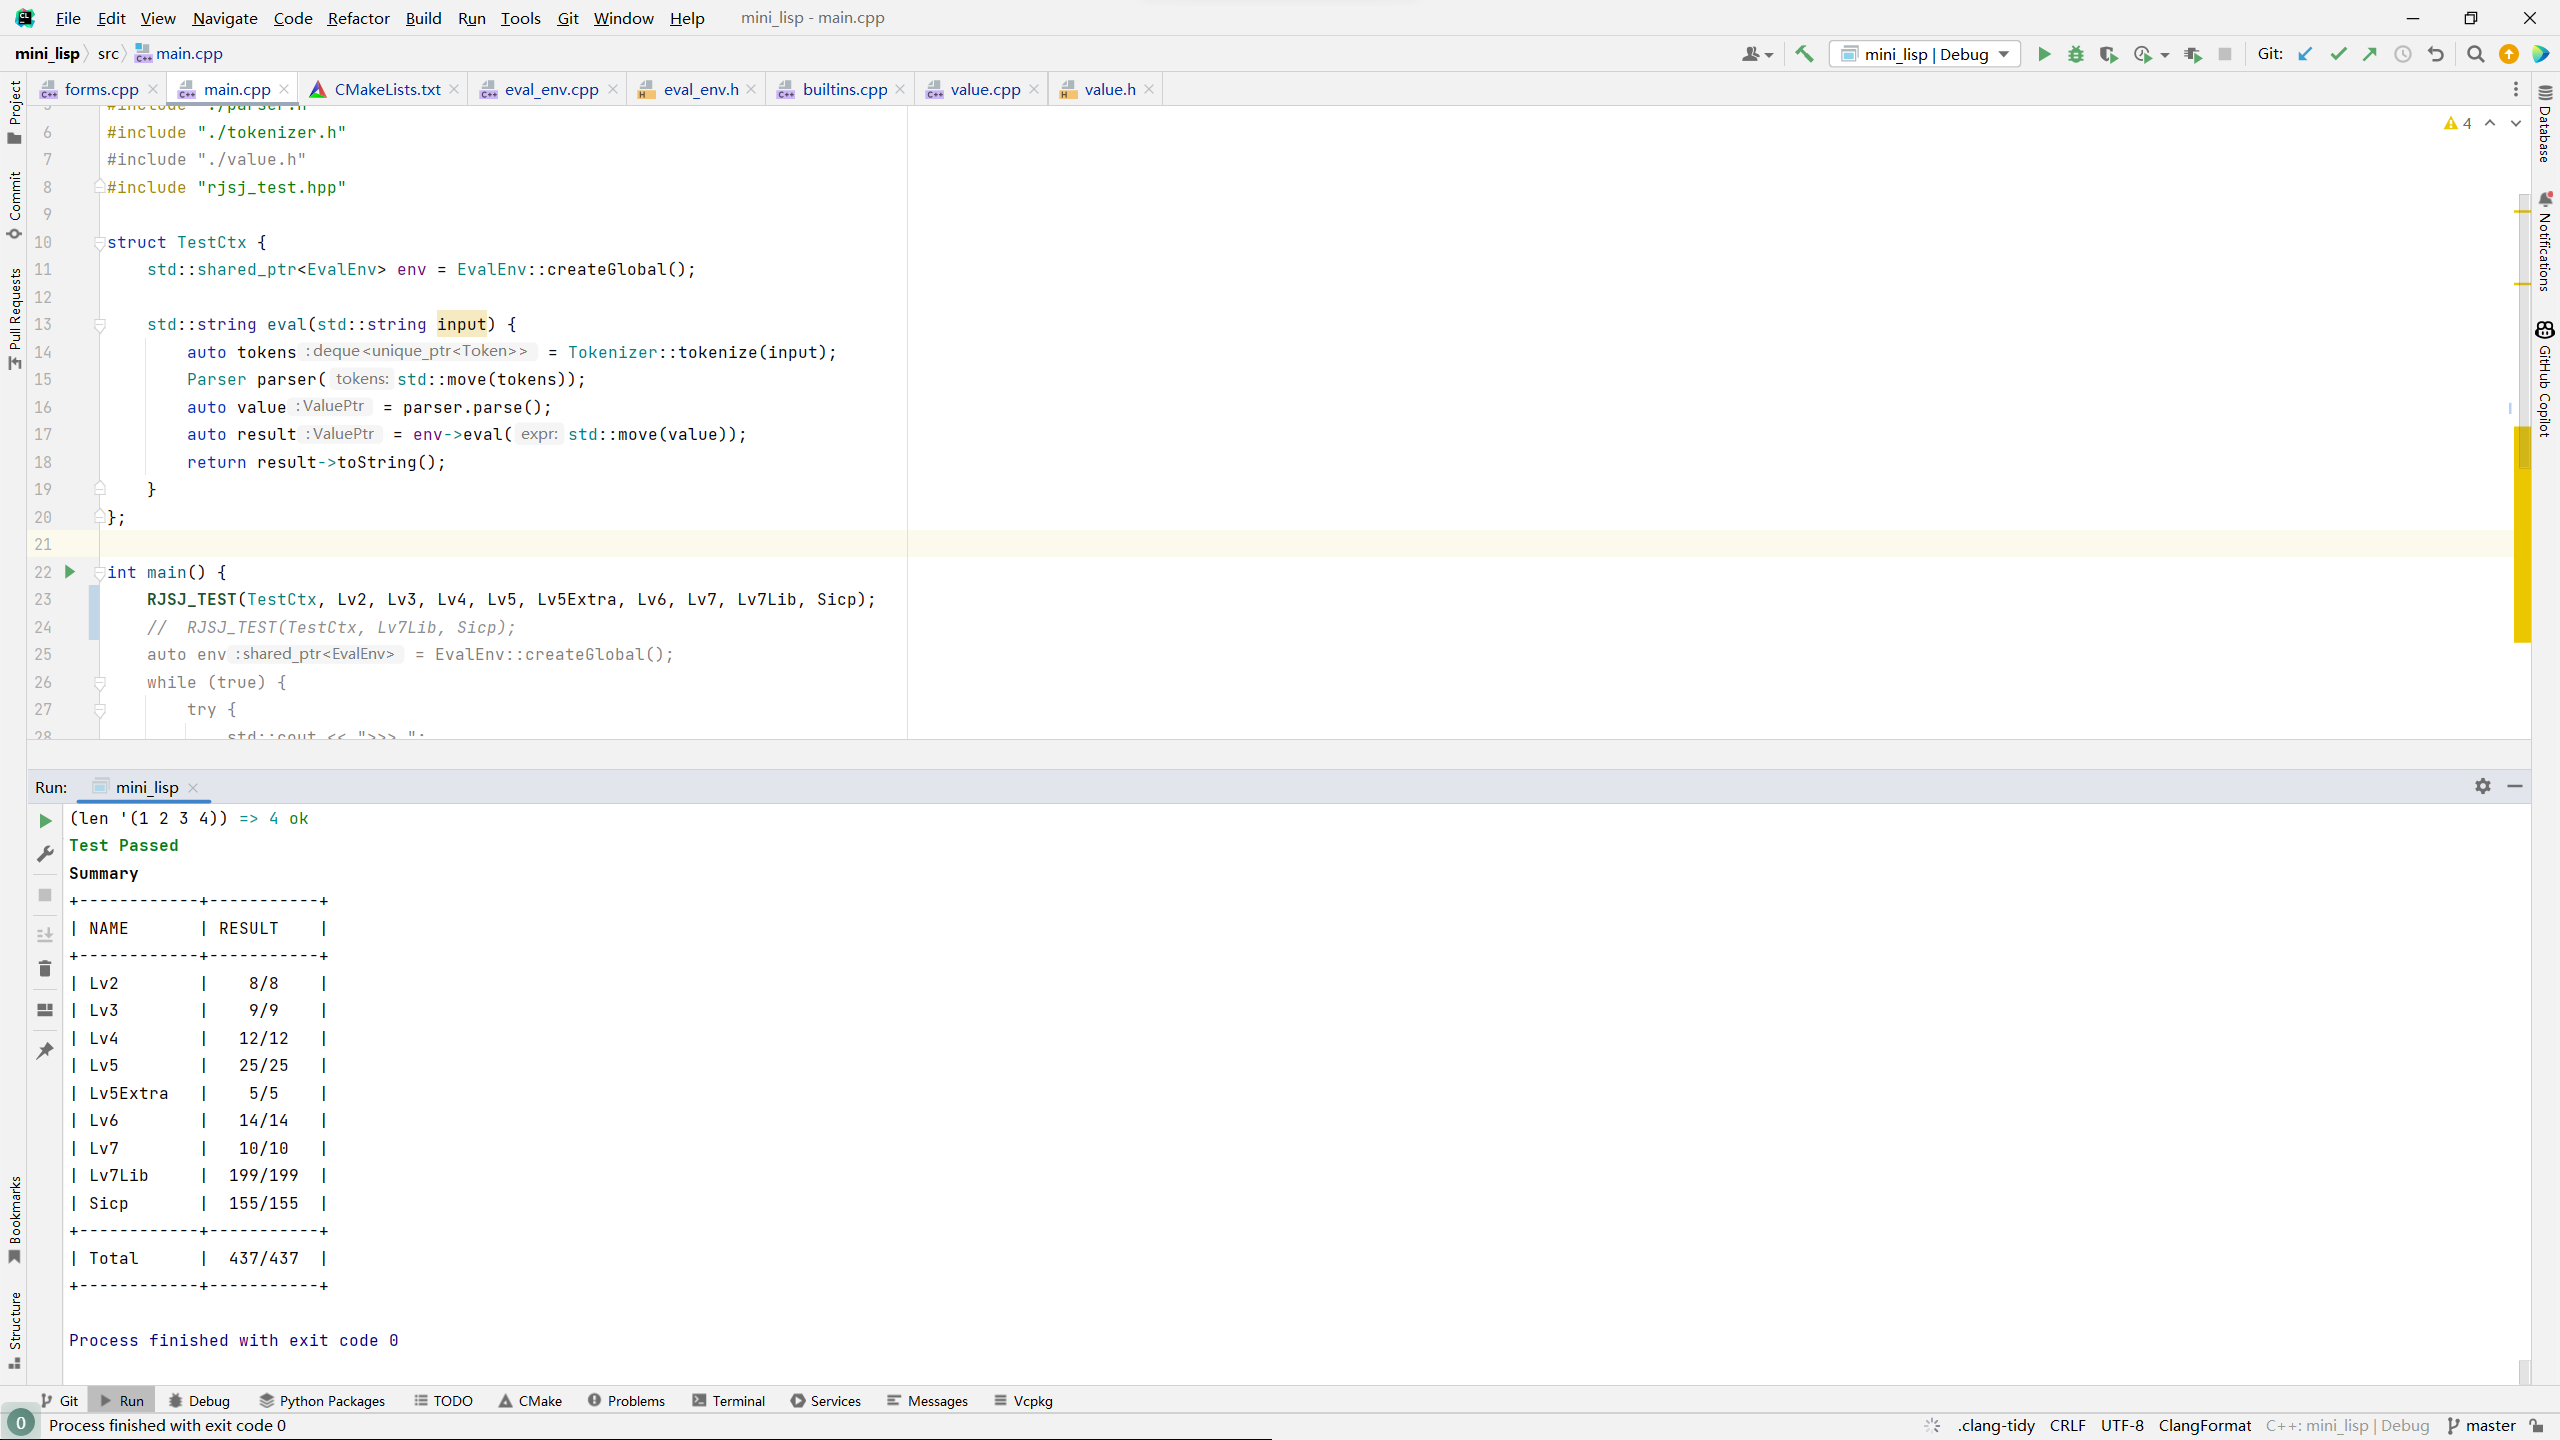 File Edit View Navigate Code Refactor Build Run Tools Git Window Help mini_lisp - main.cpp
mini_lisp src main.cpp mini_lisp | Debug Git:
forms.cpp main.cpp CMakeLists.txt eval_env.cpp eval_env.h builtins.cpp value.cpp value.h
Project
Commit
Pull Requests
Bookmarks
Structure
Database
Notifications
GitHub Copilot
4
#include "./parser.h"
6 #include "./tokenizer.h"
7 #include "./value.h"
8 #include "rjsj_test.hpp"
9
10 struct TestCtx {
11 std::shared_ptr<EvalEnv> env = EvalEnv::createGlobal();
12
13 std::string eval(std::string input) {
14 auto tokens : deque<unique_ptr<Token>> = Tokenizer::tokenize(input);
15 Parser parser( tokens: std::move(tokens));
16 auto value : ValuePtr = parser.parse();
17 auto result : ValuePtr = env->eval( expr: std::move(value));
18 return result->toString();
19 }
20 };
21
22 int main() {
23 RJSJ_TEST(TestCtx, Lv2, Lv3, Lv4, Lv5, Lv5Extra, Lv6, Lv7, Lv7Lib, Sicp);
24 //  RJSJ_TEST(TestCtx, Lv7Lib, Sicp);
25 auto env : shared_ptr<EvalEnv> = EvalEnv::createGlobal();
26 while (true) {
27 try {
28 std::cout << ">>> ";
Run: mini_lisp
(len '(1 2 3 4)) => 4 ok
Test Passed
Summary
+------------+-----------+
| NAME       | RESULT    |
+------------+-----------+
| Lv2        |    8/8    |
| Lv3        |    9/9    |
| Lv4        |   12/12   |
| Lv5        |   25/25   |
| Lv5Extra   |    5/5    |
| Lv6        |   14/14   |
| Lv7        |   10/10   |
| Lv7Lib     |  199/199  |
| Sicp       |  155/155  |
+------------+-----------+
| Total      |  437/437  |
+------------+-----------+
Process finished with exit code 0
Git Run Debug Python Packages TODO CMake Problems Terminal Services Messages Vcpkg
0 Process finished with exit code 0 .clang-tidy CRLF UTF-8 ClangFormat C++: mini_lisp | Debug master